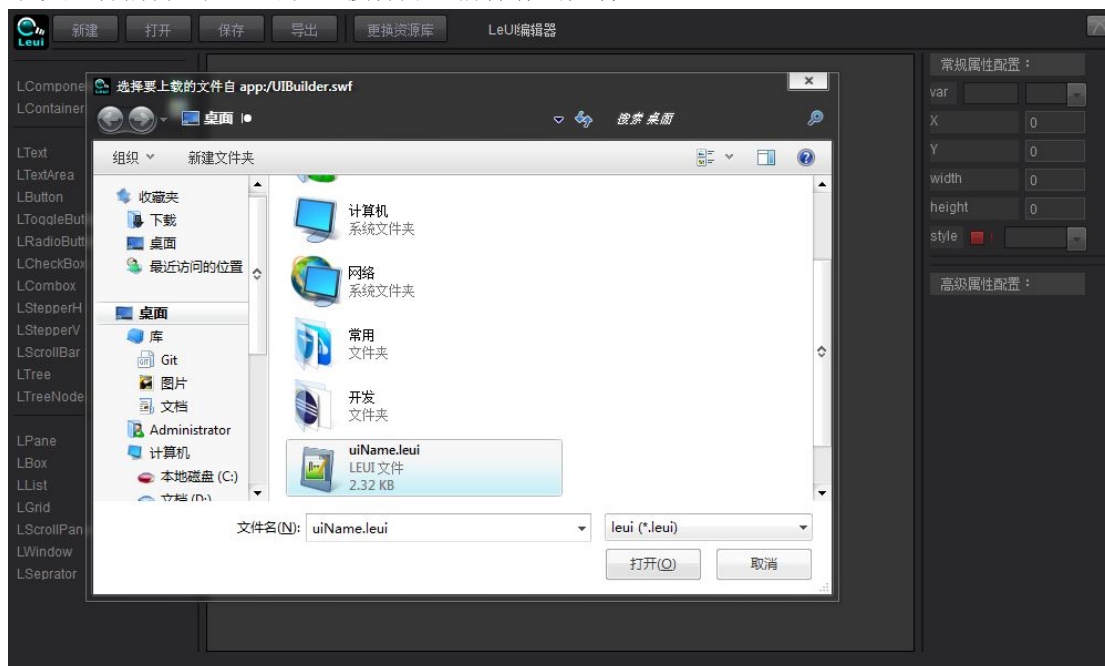 Leui
新建
打开
保存
导出
更换资源库
LeUI编辑器
LCompone
LContainer
LText
LTextArea
LButton
LToggleBut
LRadioButt
LCheckBox
LCombox
LStepperH
LStepperV
LScrollBar
LTree
LTreeNode
LPane
LBox
LList
LGrid
LScrollPan
LWindow
LSeprator
选择要上载的文件自 app:/UIBuilder.swf
桌面
搜索 桌面
组织
新建文件夹
收藏夹
下载
桌面
最近访问的位置
桌面
库
Git
图片
文档
Administrator
计算机
本地磁盘 (C:)
文档 (D:)
计算机
系统文件夹
网络
系统文件夹
常用
文件夹
开发
文件夹
uiName.leui
LEUI 文件
2.32 KB
文件名(N): uiName.leui
leui (*.leui)
打开(O)
取消
常规属性配置：
var
X 0
Y 0
width 0
height 0
style
高级属性配置：